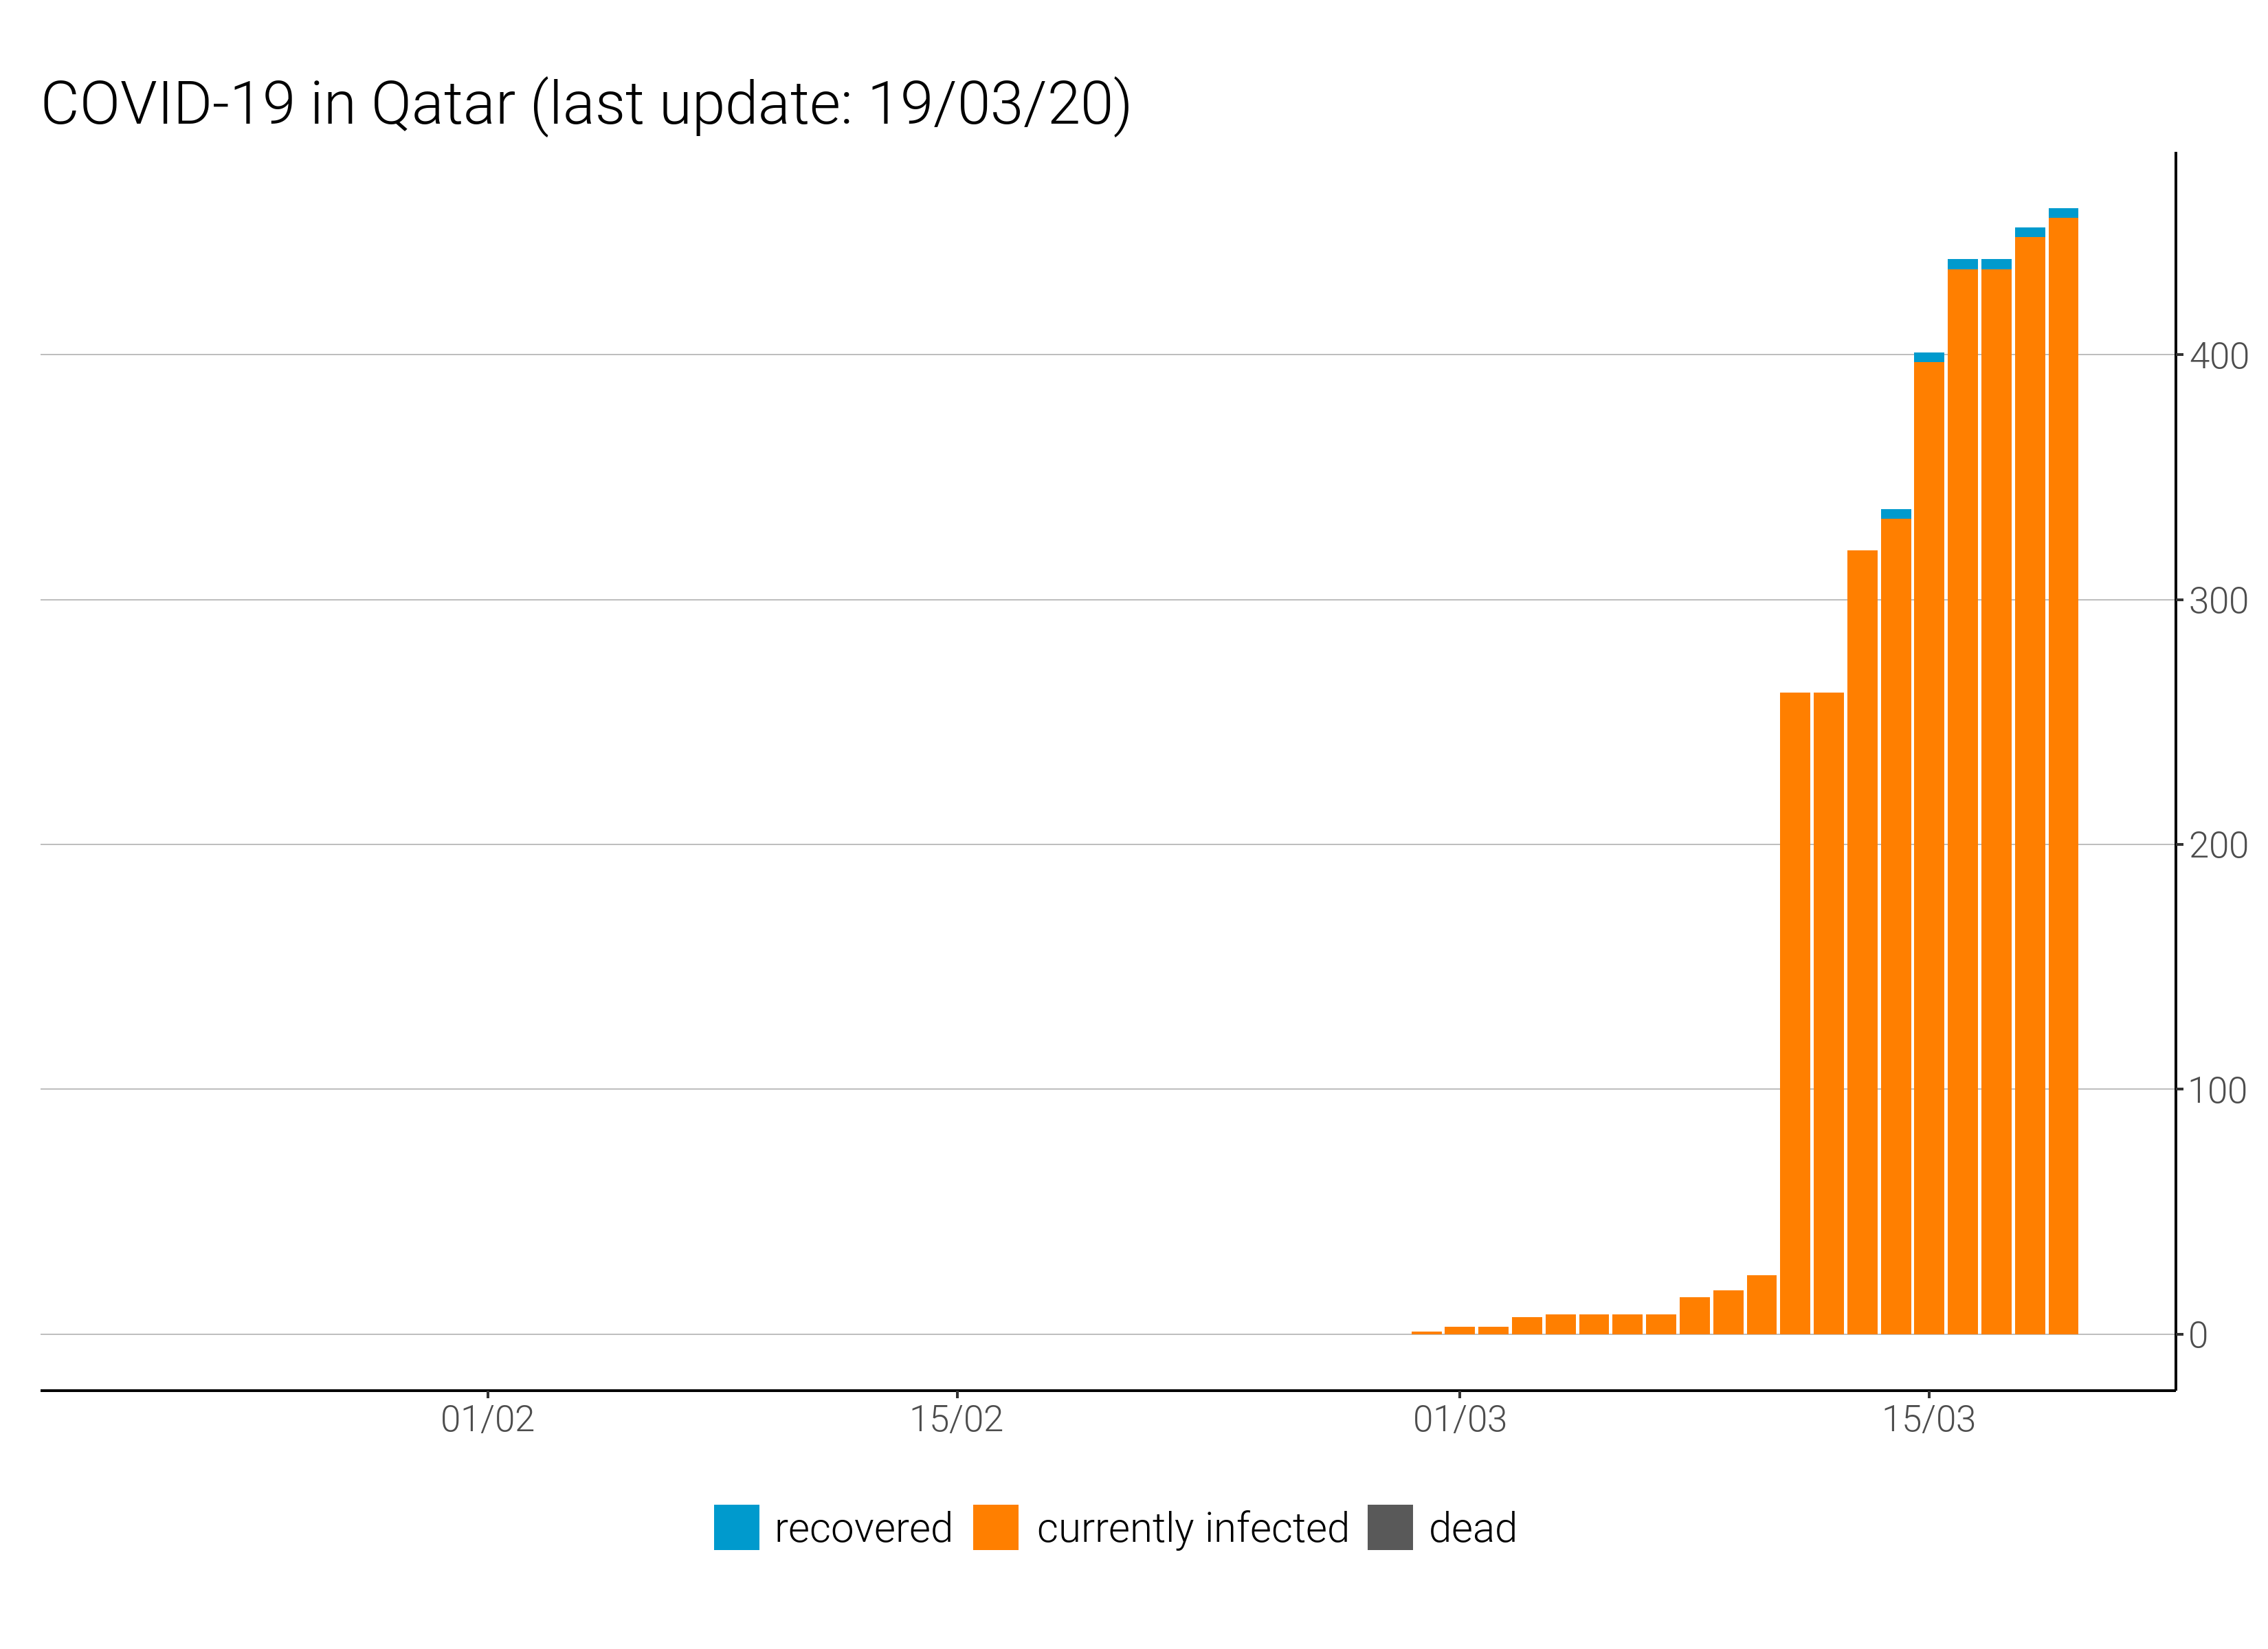 COVID-19 in Qatar (last update: 19/03/20)
400
300
200
100
0
01/02 15/02 01/03 15/03
recovered currently infected dead